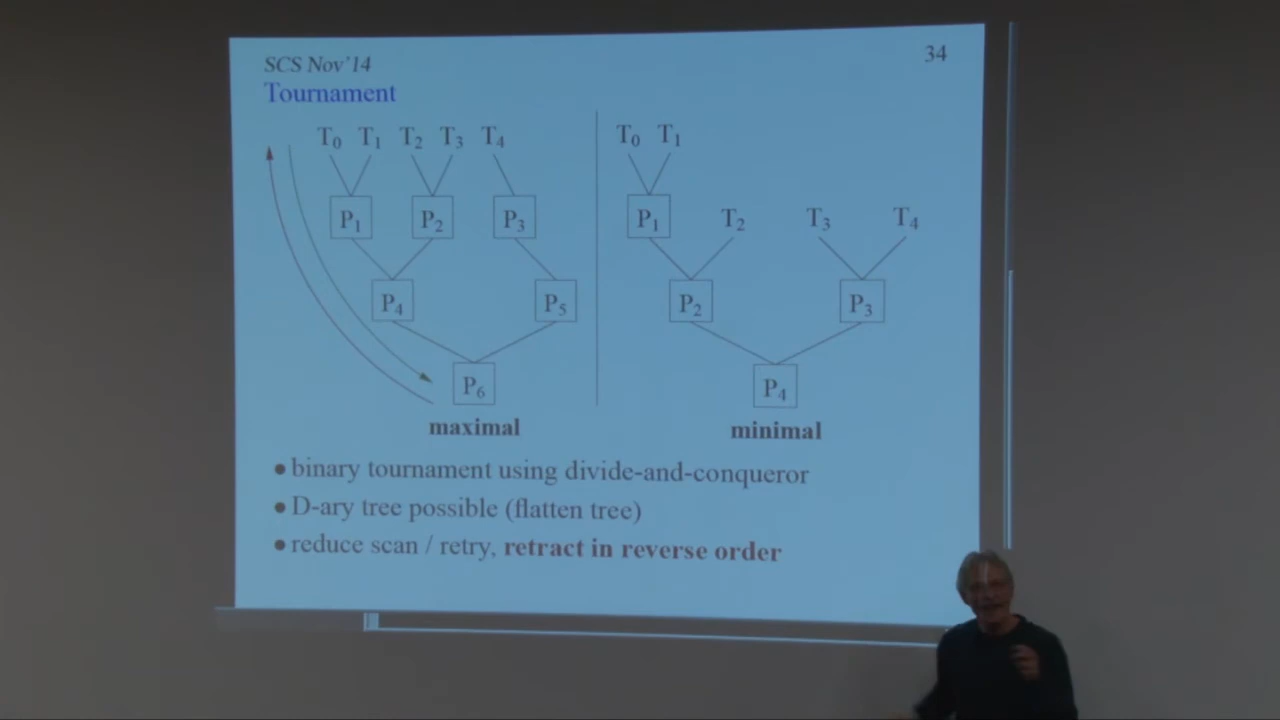 SCS Nov'14
34
Tournament
T0 T1 T2 T3 T4
T0 T1
P1 P2 P3
P1 T2 T3 T4
P4 P5
P2 P3
P6
P4
maximal
minimal
• binary tournament using divide-and-conqueror
• D-ary tree possible (flatten tree)
• reduce scan / retry, retract in reverse order